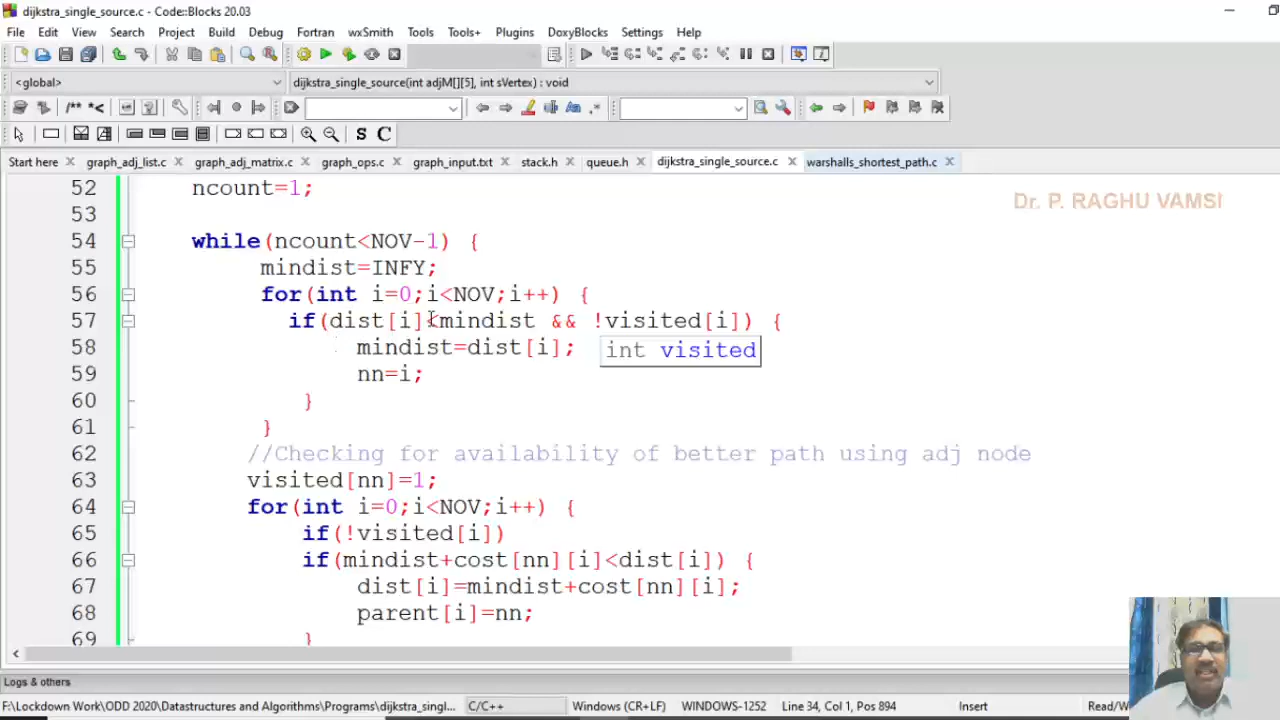 dijkstra_single_source.c - Code::Blocks 20.03
File Edit View Search Project Build Debug Fortran wxSmith Tools Tools+ Plugins DoxyBlocks Settings Help
<global> dijkstra_single_source(int adjM[][5], int sVertex) : void
/** *<
S C
Start here graph_adj_list.c graph_adj_matrix.c graph_ops.c graph_input.txt stack.h queue.h dijkstra_single_source.c warshalls_shortest_path.c
Dr. P. RAGHU VAMSI
52 ncount=1;
53
54 while(ncount<NOV-1) {
55 mindist=INFY;
56 for(int i=0;i<NOV;i++) {
57 if(dist[i]<mindist && !visited[i]) {
58 mindist=dist[i];
int visited
59 nn=i;
60 }
61 }
62 //Checking for availability of better path using adj node
63 visited[nn]=1;
64 for(int i=0;i<NOV;i++) {
65 if(!visited[i])
66 if(mindist+cost[nn][i]<dist[i]) {
67 dist[i]=mindist+cost[nn][i];
68 parent[i]=nn;
69 }
Logs & others
F:\Lockdown Work\ODD 2020\Datastructures and Algorithms\Programs\dijkstra_singl... C/C++ Windows (CR+LF) WINDOWS-1252 Line 34, Col 1, Pos 894 Insert Read/W